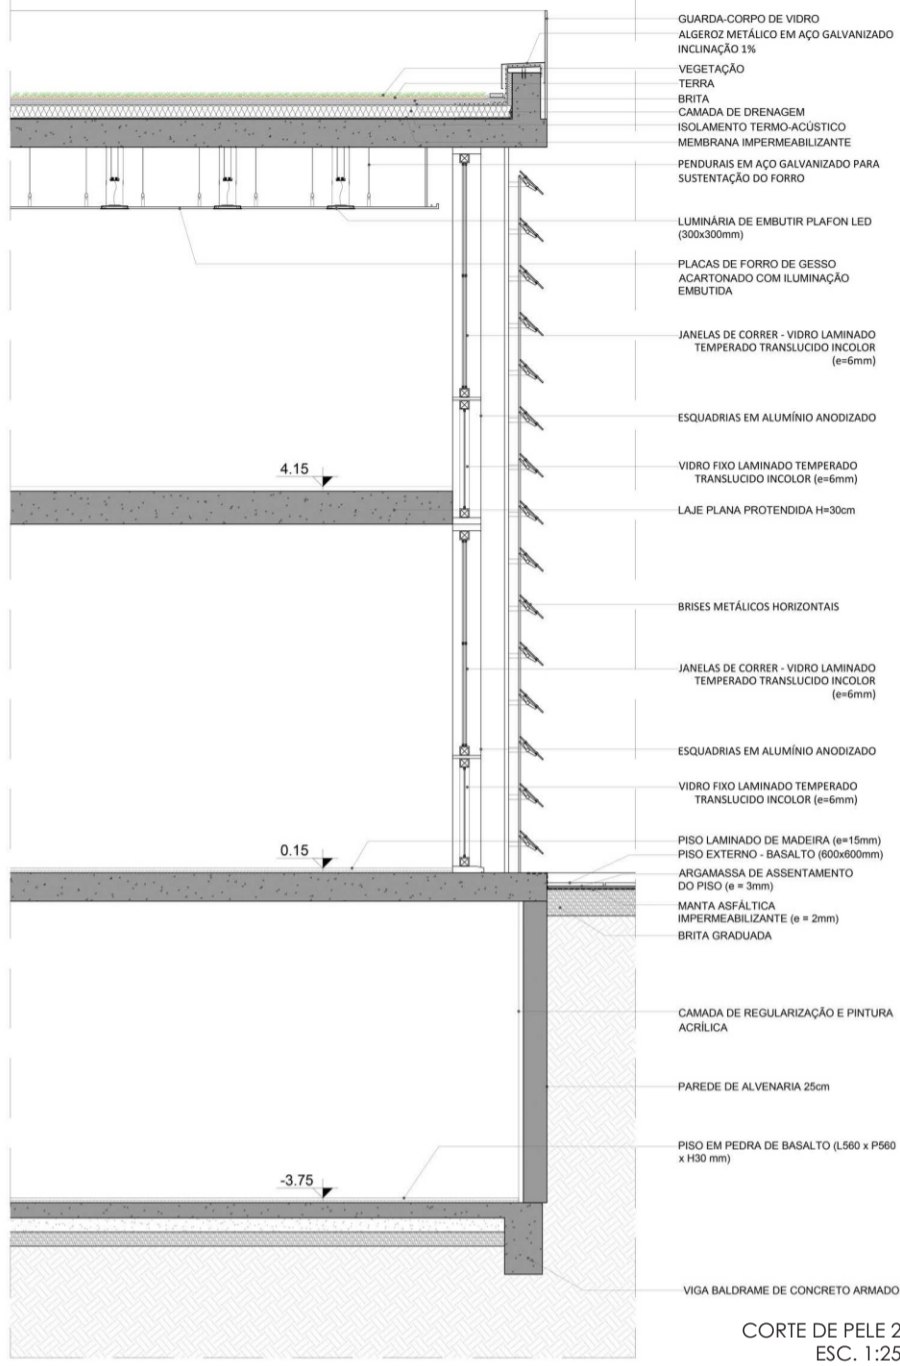 GUARDA-CORPO DE VIDRO
ALGEROZ METÁLICO EM AÇO GALVANIZADO
INCLINAÇÃO 1%
VEGETAÇÃO
TERRA
BRITA
CAMADA DE DRENAGEM
ISOLAMENTO TERMO-ACÚSTICO
MEMBRANA IMPERMEABILIZANTE
PENDURAIS EM AÇO GALVANIZADO PARA
SUSTENTAÇÃO DO FORRO
LUMINÁRIA DE EMBUTIR PLAFON LED
(300x300mm)
PLACAS DE FORRO DE GESSO
ACARTONADO COM ILUMINAÇÃO
EMBUTIDA
JANELAS DE CORRER - VIDRO LAMINADO
TEMPERADO TRANSLUCIDO INCOLOR
(e=6mm)
ESQUADRIAS EM ALUMÍNIO ANODIZADO
4.15
VIDRO FIXO LAMINADO TEMPERADO
TRANSLUCIDO INCOLOR (e=6mm)
LAJE PLANA PROTENDIDA H=30cm
BRISES METÁLICOS HORIZONTAIS
JANELAS DE CORRER - VIDRO LAMINADO
TEMPERADO TRANSLUCIDO INCOLOR
(e=6mm)
ESQUADRIAS EM ALUMÍNIO ANODIZADO
VIDRO FIXO LAMINADO TEMPERADO
TRANSLUCIDO INCOLOR (e=6mm)
0.15
PISO LAMINADO DE MADEIRA (e=15mm)
PISO EXTERNO - BASALTO (600x600mm)
ARGAMASSA DE ASSENTAMENTO
DO PISO (e = 3mm)
MANTA ASFÁLTICA
IMPERMEABILIZANTE (e = 2mm)
BRITA GRADUADA
CAMADA DE REGULARIZAÇÃO E PINTURA
ACRÍLICA
PAREDE DE ALVENARIA 25cm
PISO EM PEDRA DE BASALTO (L560 x P560
x H30 mm)
-3.75
VIGA BALDRAME DE CONCRETO ARMADO
CORTE DE PELE 2
ESC. 1:25